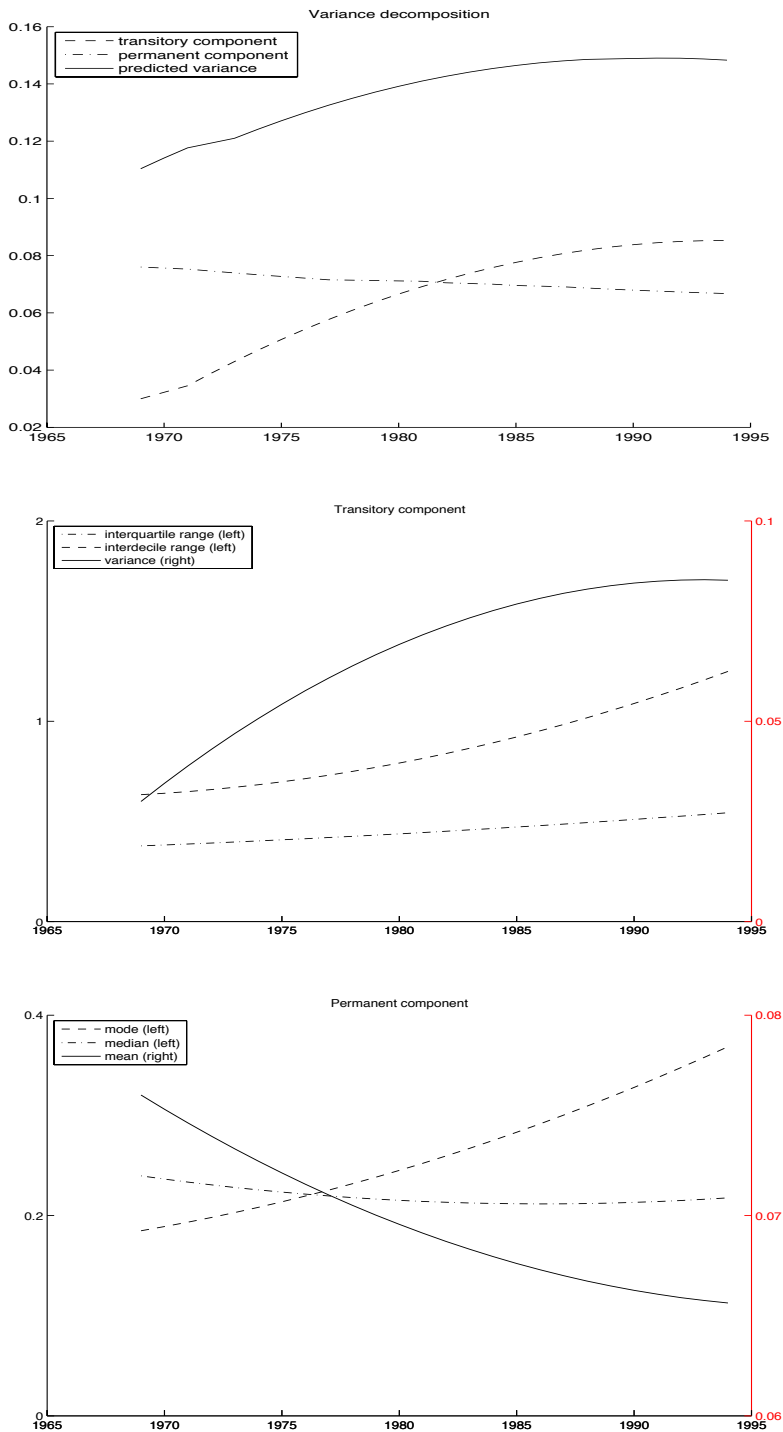 Variance decomposition
0.16
transitory component
permanent component
predicted variance
0.14
0.12
0.1
0.08
0.06
0.04
0.02
1965 1970 1975 1980 1985 1990 1995
Transitory component
2 0.1
interquartile range (left)
interdecile range (left)
variance (right)
1 0.05
0 0
1965 1970 1975 1980 1985 1990 1995
Permanent component
0.4 0.08
mode (left)
median (left)
mean (right)
0.2 0.07
0 0.06
1965 1970 1975 1980 1985 1990 1995